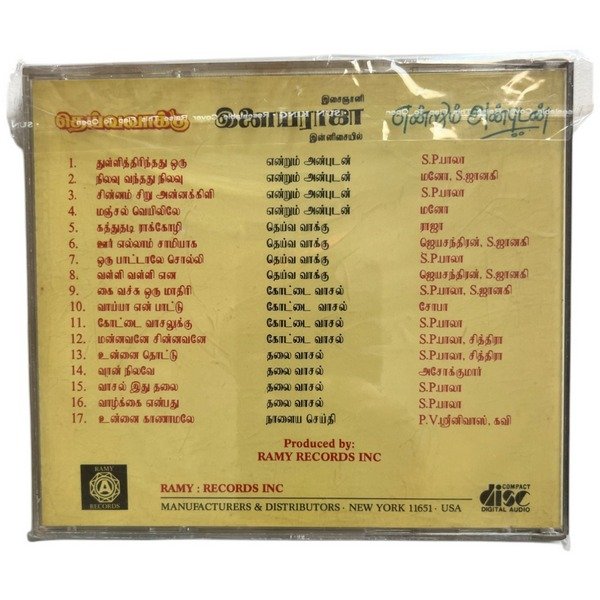 இசைஞானி
தெய்வவாக்கு இளையராஜா என்றும் அன்புடன்
இன்னிசையில்
1. துள்ளித்திரிந்தது ஒரு என்றும் அன்புடன் S.P.பாலா
2. நிலவு வந்தது நிலவு என்றும் அன்புடன் மனோ, S.ஜானகி
3. சின்னம் சிறு அன்னக்கிளி என்றும் அன்புடன் S.P.பாலா
4. மஞ்சல் வெயிலிலே என்றும் அன்புடன் மனோ
5. கத்துதடி ராக்கோழி தெய்வ வாக்கு ராஜா
6. ஊர் எல்லாம் சாமியாக தெய்வ வாக்கு ஜெயசந்திரன், S.ஜானகி
7. ஒரு பாட்டாலே சொல்லி தெய்வ வாக்கு S.P.பாலா
8. வள்ளி வள்ளி என தெய்வ வாக்கு ஜெயசந்திரன், S.ஜானகி
9. கை வச்சு ஒரு மாதிரி கோட்டை வாசல் S.P.பாலா, S.ஜானகி
10. வாய்யா என் பாட்டு கோட்டை வாசல் சோபா
11. கோட்டை வாசலுக்கு கோட்டை வாசல் S.P.பாலா
12. மன்னவனே சின்னவனே கோட்டை வாசல் S.P.பாலா, சித்திரா
13. உன்னை தொட்டு தலை வாசல் S.P.பாலா, சித்திரா
14. வான் நிலவே தலை வாசல் அசோக்குமார்
15. வாசல் இது தலை தலை வாசல் S.P.பாலா
16. வாழ்க்கை என்பது தலை வாசல் S.P.பாலா
17. உன்னை காணாமலே நாளைய செய்தி P.V.ஸ்ரீனிவாஸ், கவி
Produced by:
RAMY RECORDS INC
RAMY A RECORDS
RAMY : RECORDS INC
MANUFACTURERS & DISTRIBUTORS · NEW YORK 11651 · USA
COMPACT
disc
DIGITAL AUDIO